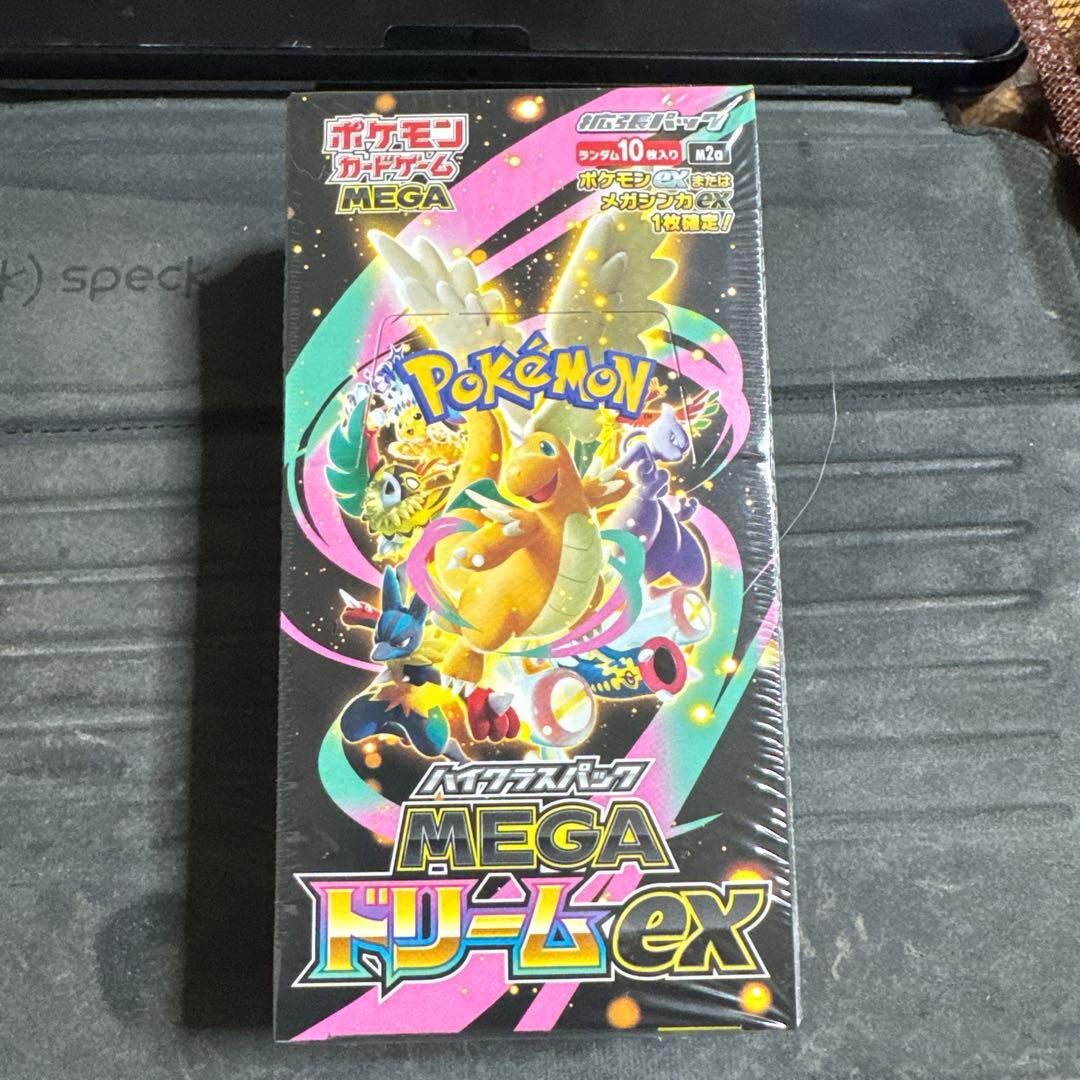 ポケモン
カードゲーム
MEGA
拡張パック
ランダム10枚入り M2a
ポケモンexまたは
メガシンカex
1枚確定!
speck
POKéMON
ハイクラスパック
MEGA
ドリームex